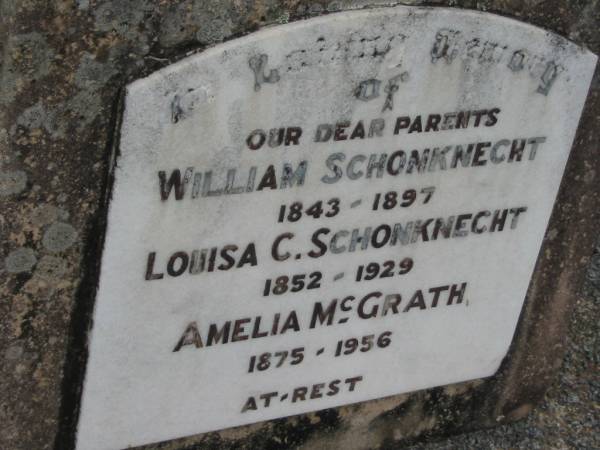 In Loving Memory
of
OUR DEAR PARENTS
WILLIAM SCHONKNECHT
1843 - 1897
LOUISA C. SCHONKNECHT
1852 - 1929
AMELIA McGRATH
1875 - 1956
AT-REST